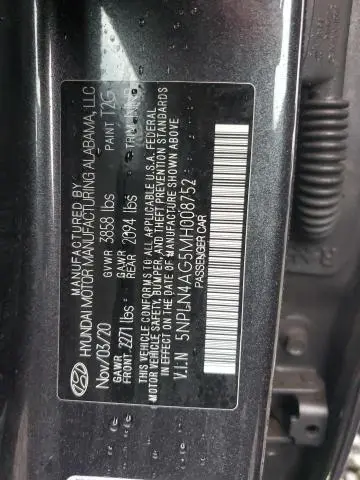 MANUFACTURED BY
HYUNDAI MOTOR MANUFACTURING ALABAMA, LLC
Nov/03/20 GVWR 3858 lbs PAINT T2G
GAWR FRONT 2271 lbs GAWR REAR 2094 lbs TRIM
THIS VEHICLE CONFORMS TO ALL APPLICABLE U.S.A. FEDERAL
MOTOR VEHICLE SAFETY, BUMPER, AND THEFT PREVENTION
STANDARDS IN EFFECT ON THE DATE OF MANUFACTURE SHOWN ABOVE.
V.I.N 5NPLN4AG5MH008752
PASSENGER CAR